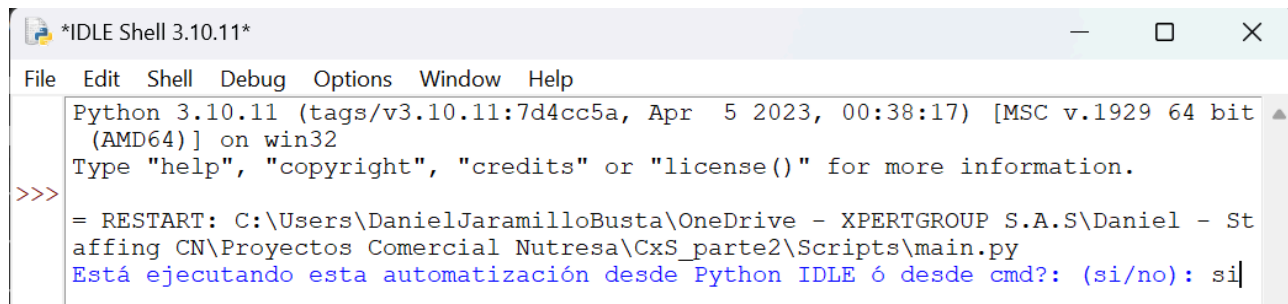 *IDLE Shell 3.10.11*
File Edit Shell Debug Options Window Help
Python 3.10.11 (tags/v3.10.11:7d4cc5a, Apr  5 2023, 00:38:17) [MSC v.1929 64 bit
 (AMD64)] on win32
Type "help", "copyright", "credits" or "license()" for more information.
>>>
= RESTART: C:\Users\DanielJaramilloBusta\OneDrive - XPERTGROUP S.A.S\Daniel - St
affing CN\Proyectos Comercial Nutresa\CxS_parte2\Scripts\main.py
Está ejecutando esta automatización desde Python IDLE ó desde cmd?: (si/no): si